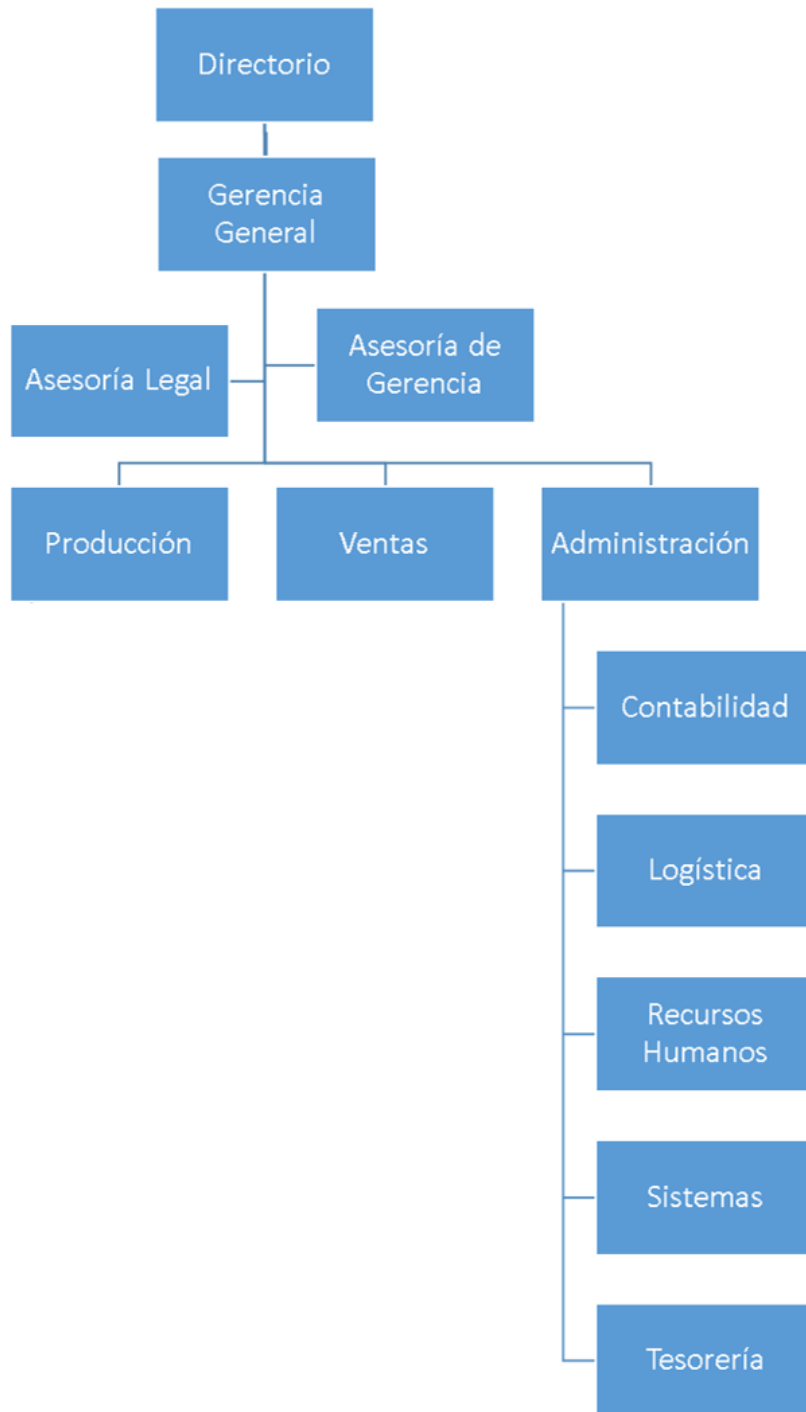 Directorio
Gerencia
General
Asesoría Legal
Asesoría de
Gerencia
Producción
Ventas
Administración
Contabilidad
Logística
Recursos
Humanos
Sistemas
Tesorería